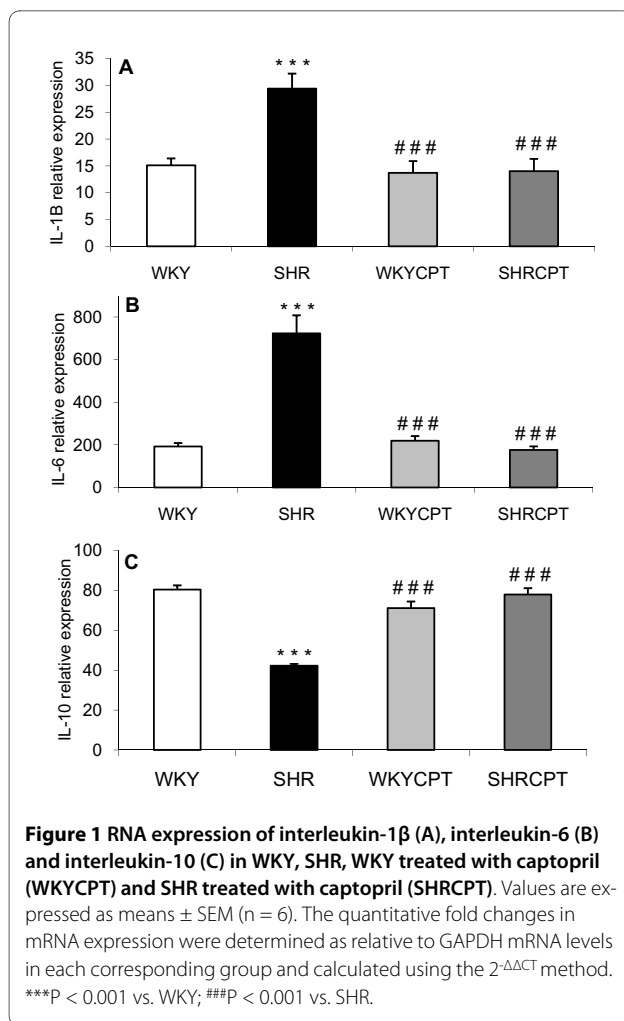 A
* * *
# # #
# # #
IL-1B relative expression
35
30
25
20
15
10
5
0
WKY SHR WKYCPT SHRCPT
B
* * *
# # #
# # #
IL-6 relative expression
800
600
400
200
0
WKY SHR WKYCPT SHRCPT
C
* * *
# # #
# # #
IL-10 relative expression
100
80
60
40
20
0
WKY SHR WKYCPT SHRCPT
Figure 1 RNA expression of interleukin-1β (A), interleukin-6 (B)
and interleukin-10 (C) in WKY, SHR, WKY treated with captopril
(WKYCPT) and SHR treated with captopril (SHRCPT). Values are ex-
pressed as means ± SEM (n = 6). The quantitative fold changes in
mRNA expression were determined as relative to GAPDH mRNA levels
in each corresponding group and calculated using the 2-ΔΔCT method.
***P < 0.001 vs. WKY; ###P < 0.001 vs. SHR.